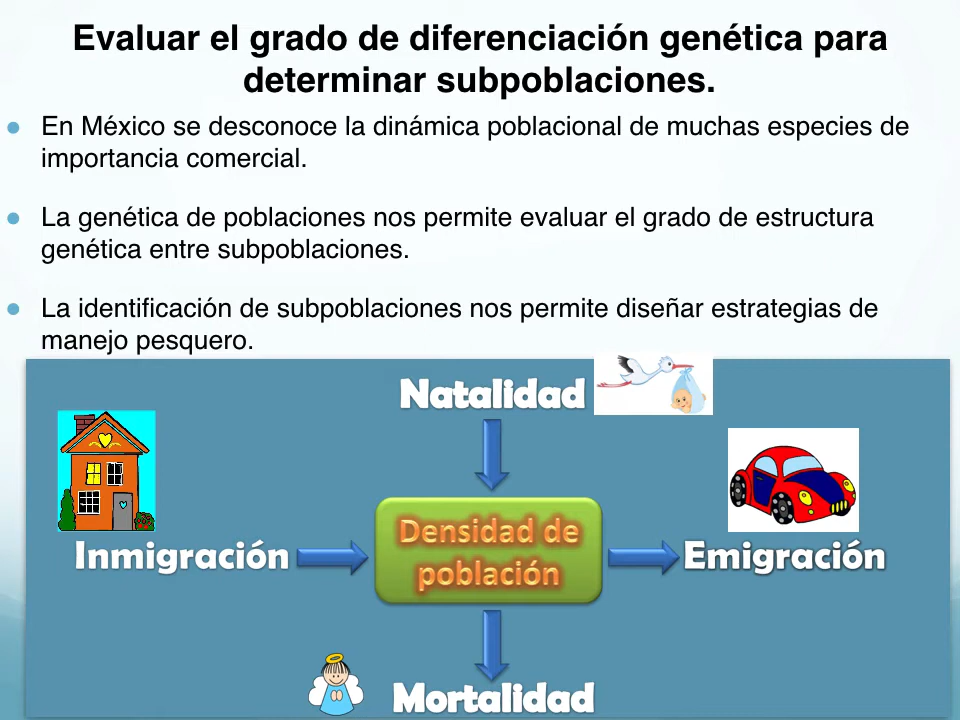 Evaluar el grado de diferenciación genética para
determinar subpoblaciones.
En México se desconoce la dinámica poblacional de muchas especies de
importancia comercial.
La genética de poblaciones nos permite evaluar el grado de estructura
genética entre subpoblaciones.
La identificación de subpoblaciones nos permite diseñar estrategias de
manejo pesquero.
Natalidad
Densidad de
población
Inmigración
Emigración
Mortalidad